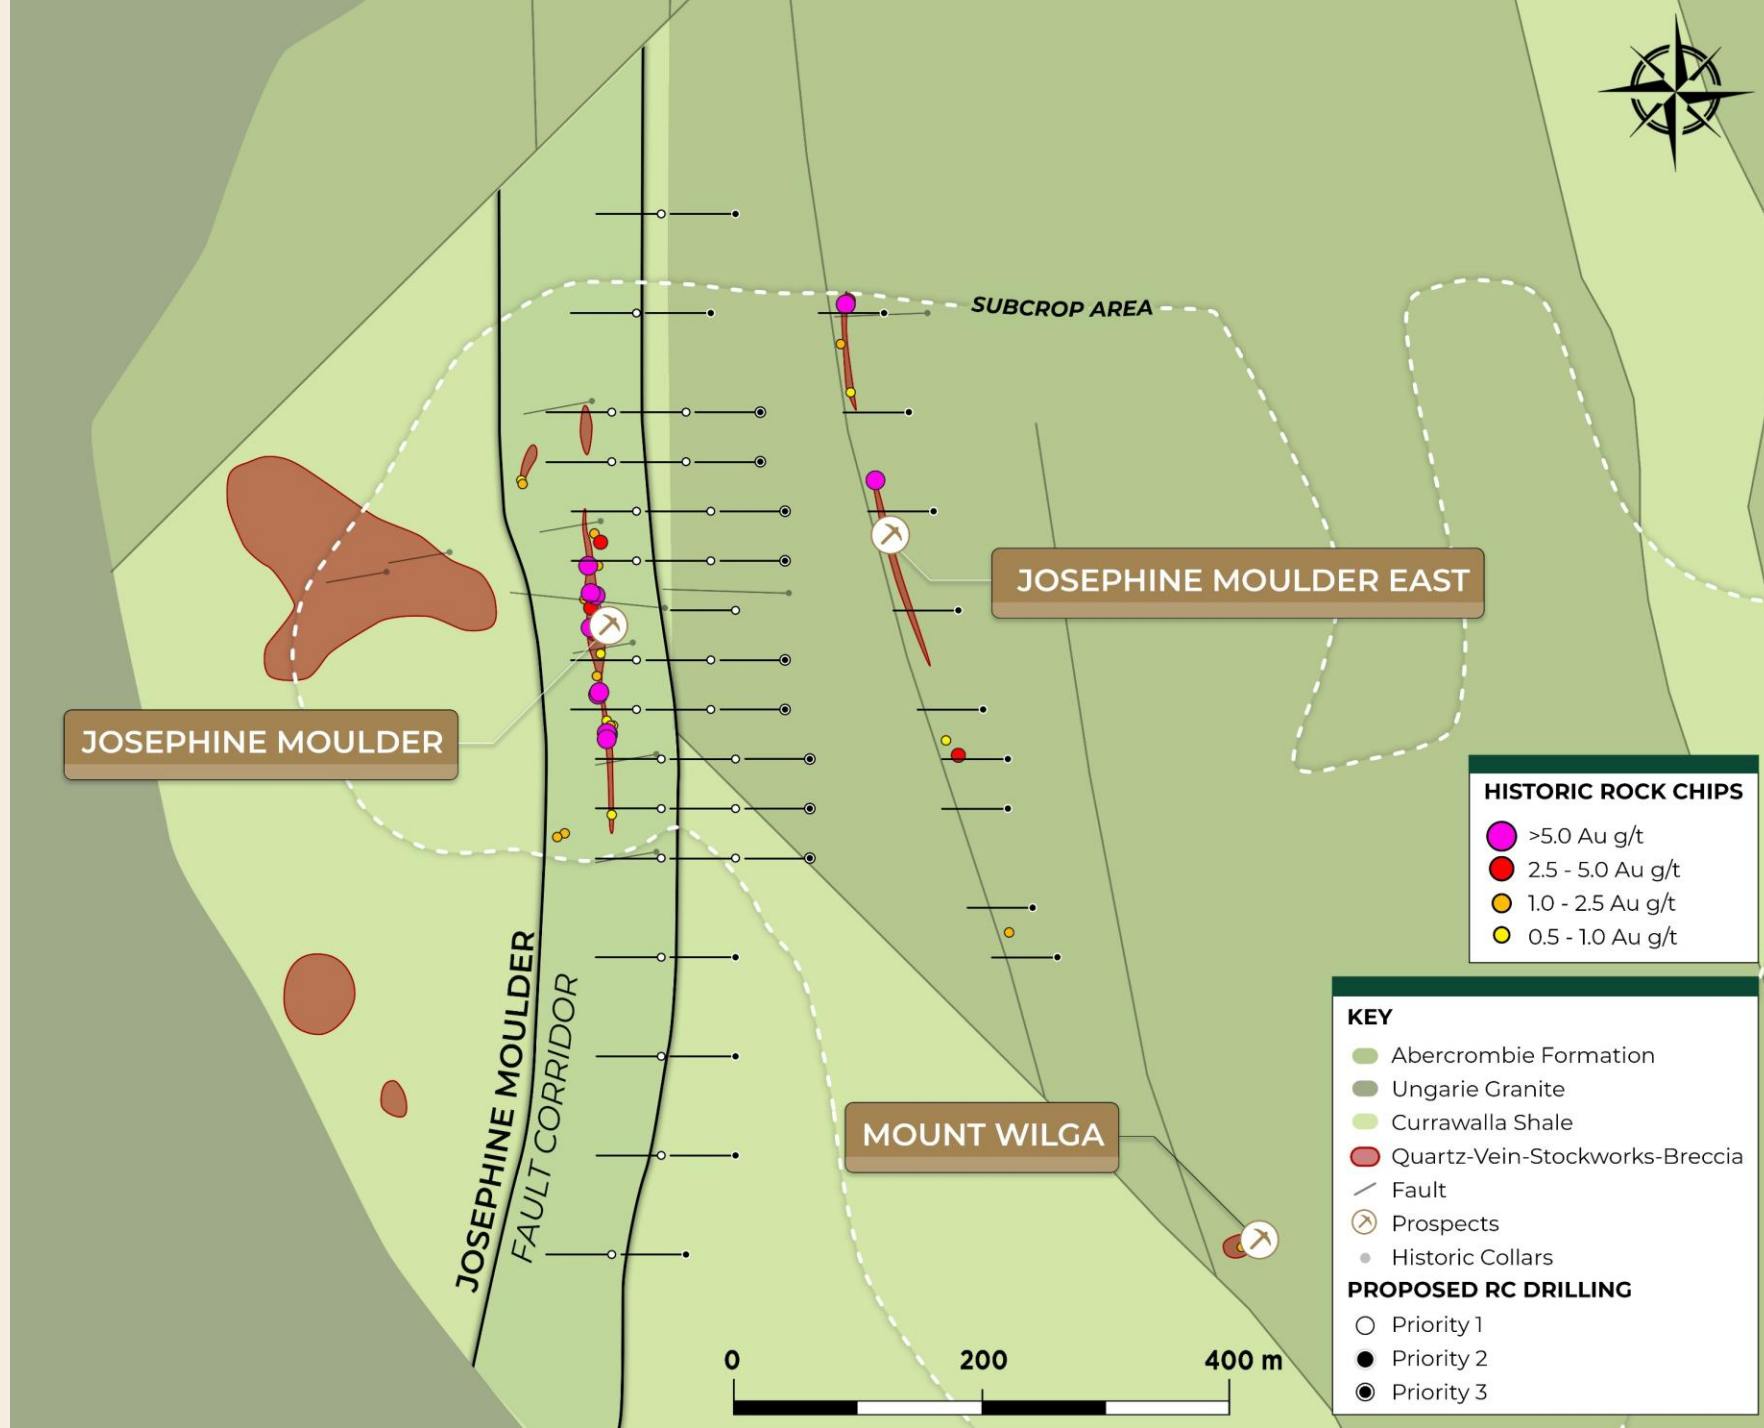 SUBCROP AREA
JOSEPHINE MOULDER EAST
JOSEPHINE MOULDER
JOSEPHINE MOULDER
FAULT CORRIDOR
MOUNT WILGA
HISTORIC ROCK CHIPS
>5.0 Au g/t
2.5 - 5.0 Au g/t
1.0 - 2.5 Au g/t
0.5 - 1.0 Au g/t
KEY
Abercrombie Formation
Ungarie Granite
Currawalla Shale
Quartz-Vein-Stockworks-Breccia
Fault
Prospects
Historic Collars
PROPOSED RC DRILLING
Priority 1
Priority 2
Priority 3
0 200 400 m